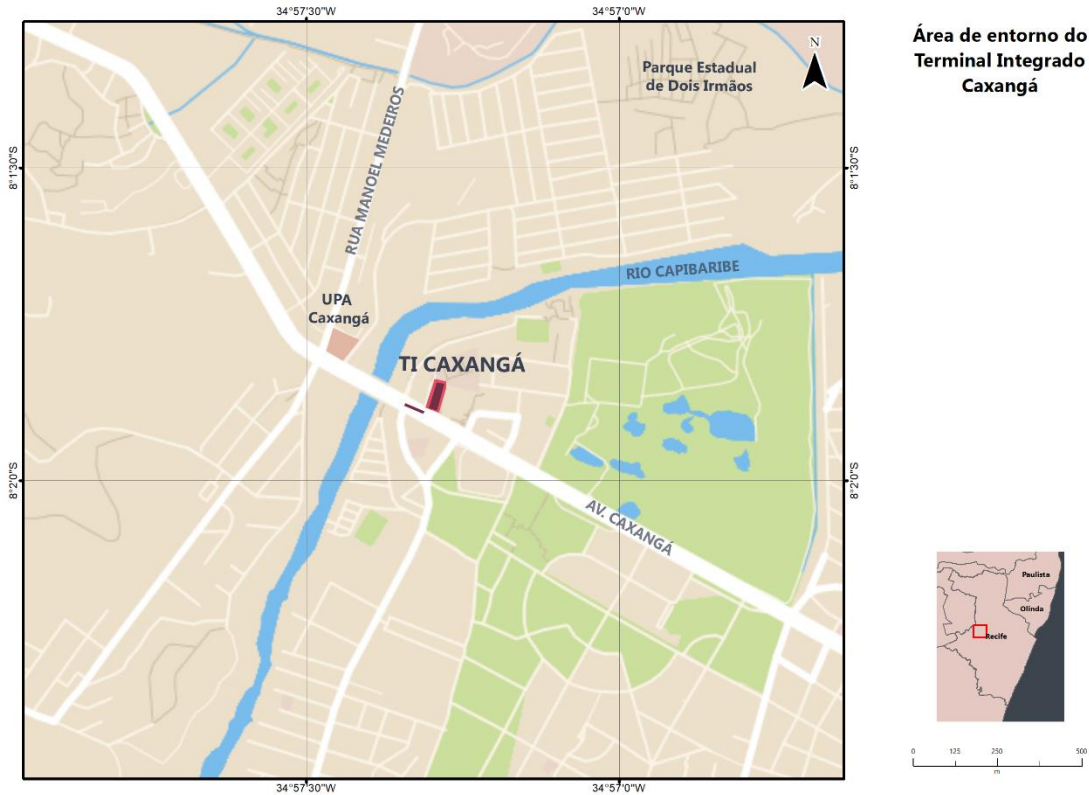 34°57'30"W
34°57'0"W
Área de entorno do
Terminal Integrado
Caxangá
N
Parque Estadual
de Dois Irmãos
RUA MANOEL MEDEIROS
8°1'30"S
8°1'30"S
RIO CAPIBARIBE
UPA
Caxangá
TI CAXANGÁ
8°2'0"S
8°2'0"S
AV. CAXANGÁ
Paulista
Olinda
Recife
0 125 250 500
m
34°57'30"W
34°57'0"W